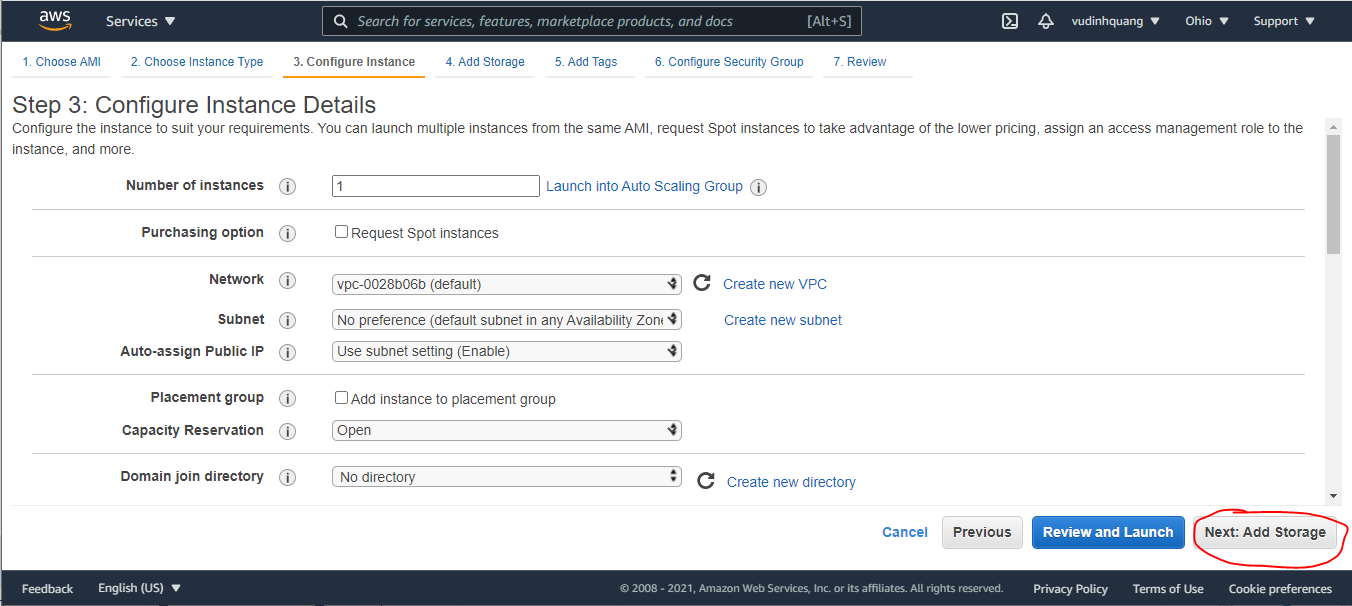 aws Services Search for services, features, marketplace products, and docs [Alt+S] vudinhquang Ohio Support
1. Choose AMI 2. Choose Instance Type 3. Configure Instance 4. Add Storage 5. Add Tags 6. Configure Security Group 7. Review
Step 3: Configure Instance Details
Configure the instance to suit your requirements. You can launch multiple instances from the same AMI, request Spot instances to take advantage of the lower pricing, assign an access management role to the
instance, and more.
Number of instances i 1 Launch into Auto Scaling Group i
Purchasing option i Request Spot instances
Network i vpc-0028b06b (default) Create new VPC
Subnet i No preference (default subnet in any Availability Zone Create new subnet
Auto-assign Public IP i Use subnet setting (Enable)
Placement group i Add instance to placement group
Capacity Reservation i Open
Domain join directory i No directory Create new directory
Cancel Previous Review and Launch Next: Add Storage
Feedback English (US) © 2008 - 2021, Amazon Web Services, Inc. or its affiliates. All rights reserved. Privacy Policy Terms of Use Cookie preferences